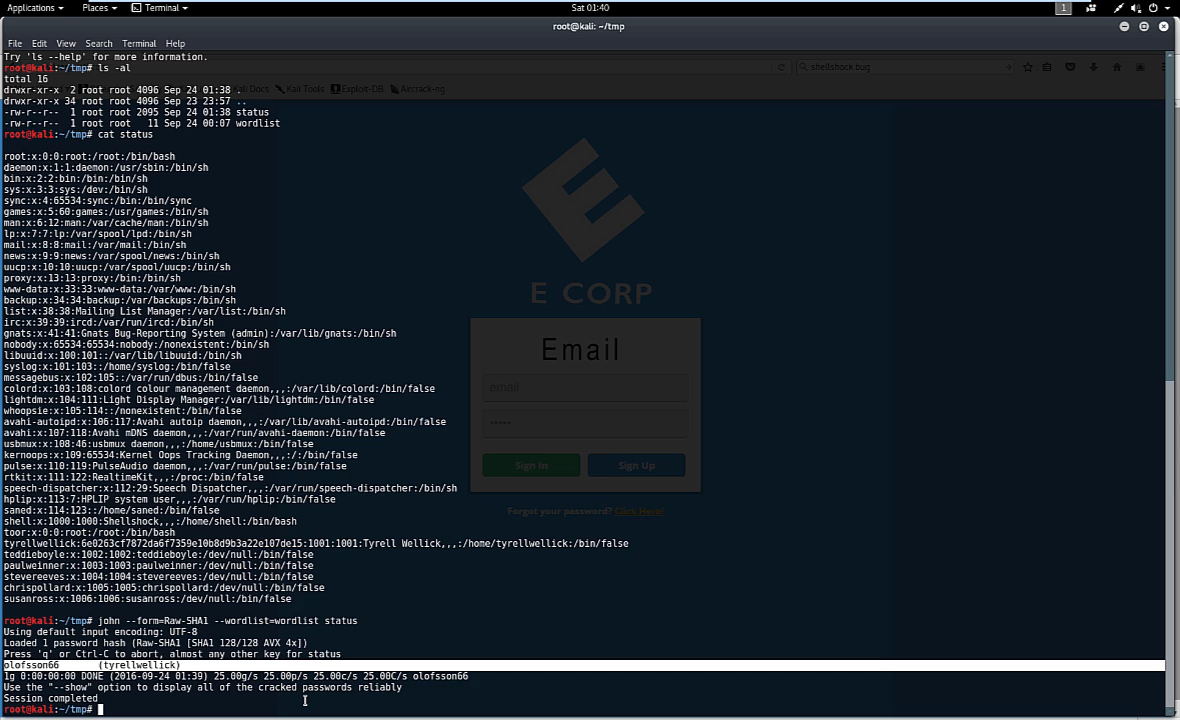 Applications Places Terminal Sat 01:40 1
root@kali: ~/tmp
File Edit View Search Terminal Help
Try 'ls --help' for more information.
root@kali:~/tmp# ls -al
total 16
drwxr-xr-x  2 root root 4096 Sep 24 01:38 .
drwxr-xr-x 34 root root 4096 Sep 23 23:57 ..
-rw-r--r--  1 root root 2095 Sep 24 01:38 status
-rw-r--r--  1 root root   11 Sep 24 00:07 wordlist
root@kali:~/tmp# cat status
root:x:0:0:root:/root:/bin/bash
daemon:x:1:1:daemon:/usr/sbin:/bin/sh
bin:x:2:2:bin:/bin:/bin/sh
sys:x:3:3:sys:/dev:/bin/sh
sync:x:4:65534:sync:/bin:/bin/sync
games:x:5:60:games:/usr/games:/bin/sh
man:x:6:12:man:/var/cache/man:/bin/sh
lp:x:7:7:lp:/var/spool/lpd:/bin/sh
mail:x:8:8:mail:/var/mail:/bin/sh
news:x:9:9:news:/var/spool/news:/bin/sh
uucp:x:10:10:uucp:/var/spool/uucp:/bin/sh
proxy:x:13:13:proxy:/bin:/bin/sh
www-data:x:33:33:www-data:/var/www:/bin/sh
backup:x:34:34:backup:/var/backups:/bin/sh
list:x:38:38:Mailing List Manager:/var/list:/bin/sh
irc:x:39:39:ircd:/var/run/ircd:/bin/sh
gnats:x:41:41:Gnats Bug-Reporting System (admin):/var/lib/gnats:/bin/sh
nobody:x:65534:65534:nobody:/nonexistent:/bin/sh
libuuid:x:100:101::/var/lib/libuuid:/bin/sh
syslog:x:101:103::/home/syslog:/bin/false
messagebus:x:102:105::/var/run/dbus:/bin/false
colord:x:103:108:colord colour management daemon,,,:/var/lib/colord:/bin/false
lightdm:x:104:111:Light Display Manager:/var/lib/lightdm:/bin/false
whoopsie:x:105:114::/nonexistent:/bin/false
avahi-autoipd:x:106:117:Avahi autoip daemon,,,:/var/lib/avahi-autoipd:/bin/false
avahi:x:107:118:Avahi mDNS daemon,,,:/var/run/avahi-daemon:/bin/false
usbmux:x:108:46:usbmux daemon,,,:/home/usbmux:/bin/false
kernoops:x:109:65534:Kernel Oops Tracking Daemon,,,:/:/bin/false
pulse:x:110:119:PulseAudio daemon,,,:/var/run/pulse:/bin/false
rtkit:x:111:122:RealtimeKit,,,:/proc:/bin/false
speech-dispatcher:x:112:29:Speech Dispatcher,,,:/var/run/speech-dispatcher:/bin/sh
hplip:x:113:7:HPLIP system user,,,:/var/run/hplip:/bin/false
saned:x:114:123::/home/saned:/bin/false
shell:x:1000:1000:Shellshock,,,:/home/shell:/bin/bash
toor:x:0:0:root:/root:/bin/bash
tyrellwellick:6e0263cf7872da6f7359e10b8d9b3a22e107de15:1001:1001:Tyrell Wellick,,,:/home/tyrellwellick:/bin/false
teddieboyle:x:1002:1002:teddieboyle:/dev/null:/bin/false
paulweinner:x:1003:1003:paulweinner:/dev/null:/bin/false
stevereeves:x:1004:1004:stevereeves:/dev/null:/bin/false
chrispollard:x:1005:1005:chrispollard:/dev/null:/bin/false
susanross:x:1006:1006:susanross:/dev/null:/bin/false
root@kali:~/tmp# john --form=Raw-SHA1 --wordlist=wordlist status
Using default input encoding: UTF-8
Loaded 1 password hash (Raw-SHA1 [SHA1 128/128 AVX 4x])
Press 'q' or Ctrl-C to abort, almost any other key for status
olofsson66       (tyrellwellick)
1g 0:00:00:00 DONE (2016-09-24 01:39) 25.00g/s 25.00p/s 25.00c/s 25.00C/s olofsson66
Use the "--show" option to display all of the cracked passwords reliably
Session completed
root@kali:~/tmp#
shellshock bug
Kali Docs Kali Tools Exploit-DB Aircrack-ng
E CORP
Email
email
Sign In Sign Up
Forgot your password? Click Here!